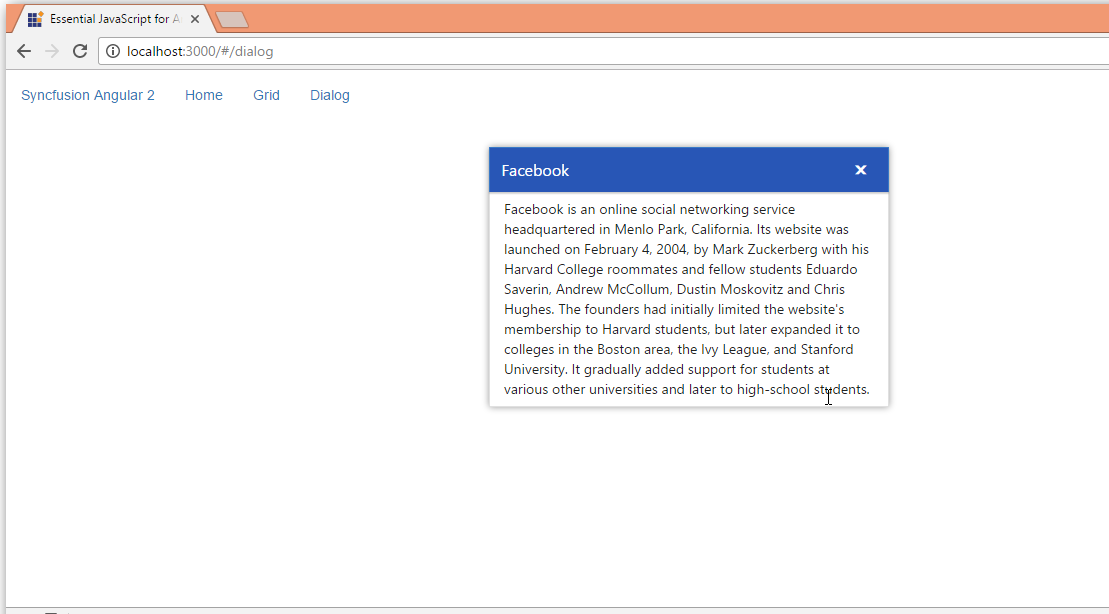 Essential JavaScript for A
localhost:3000/#/dialog
Syncfusion Angular 2 Home Grid Dialog
Facebook
Facebook is an online social networking service
headquartered in Menlo Park, California. Its website was
launched on February 4, 2004, by Mark Zuckerberg with his
Harvard College roommates and fellow students Eduardo
Saverin, Andrew McCollum, Dustin Moskovitz and Chris
Hughes. The founders had initially limited the website's
membership to Harvard students, but later expanded it to
colleges in the Boston area, the Ivy League, and Stanford
University. It gradually added support for students at
various other universities and later to high-school students.